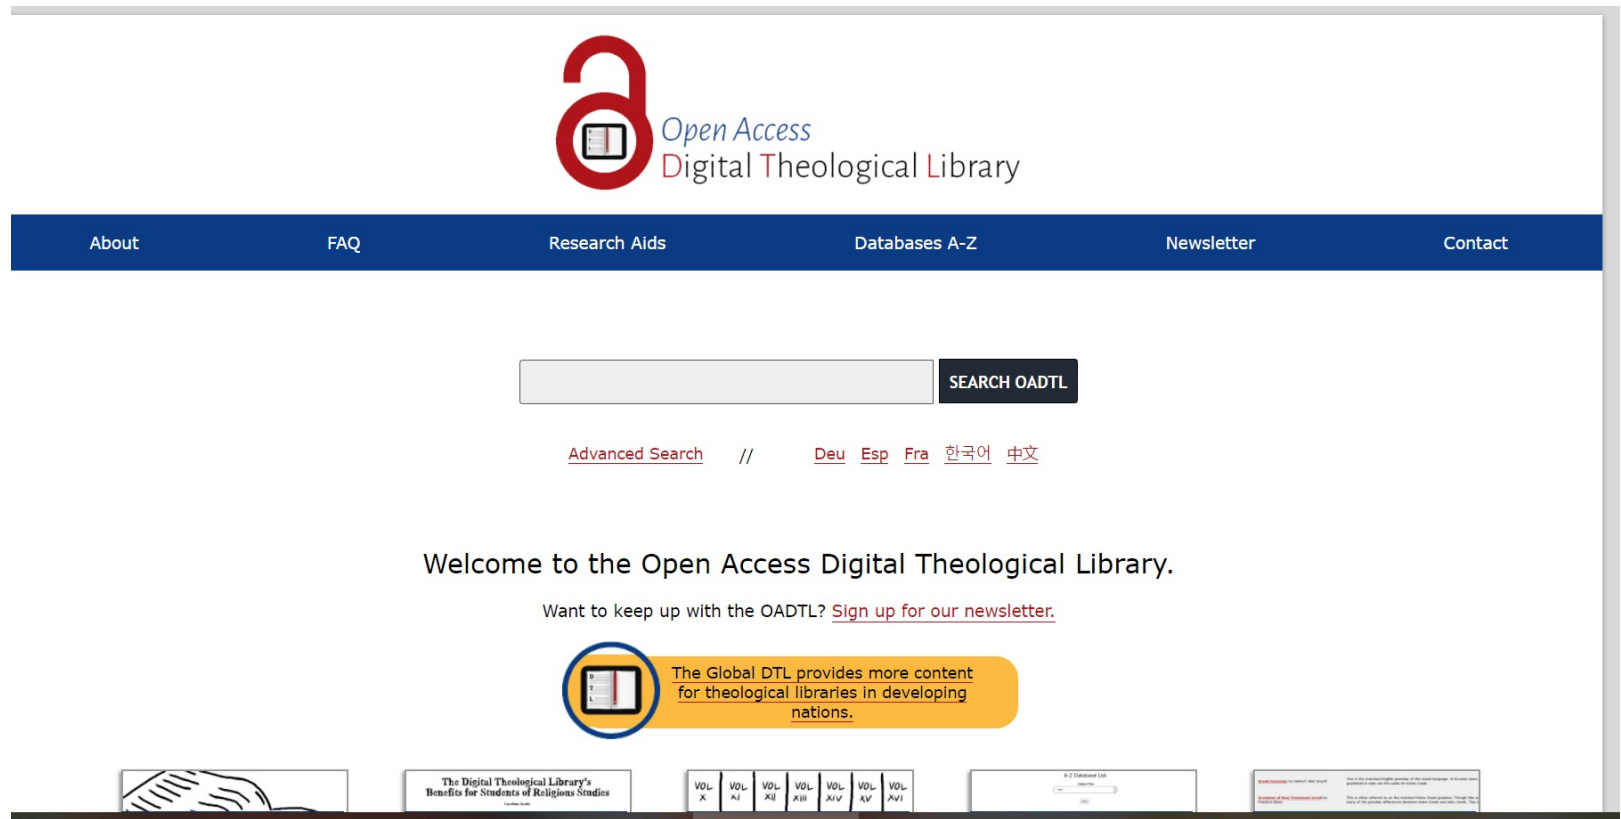 Open Access
Digital Theological Library
About FAQ Research Aids Databases A-Z Newsletter Contact
SEARCH OADTL
Advanced Search // Deu Esp Fra 한국어 中文
Welcome to the Open Access Digital Theological Library.
Want to keep up with the OADTL? Sign up for our newsletter.
D
T
L
The Global DTL provides more content
for theological libraries in developing
nations.
The Digital Theological Library's
Benefits for Students of Religious Studies
VOL X VOL XI VOL XII VOL XIII VOL XIV VOL XV VOL XVI
A-Z Database List